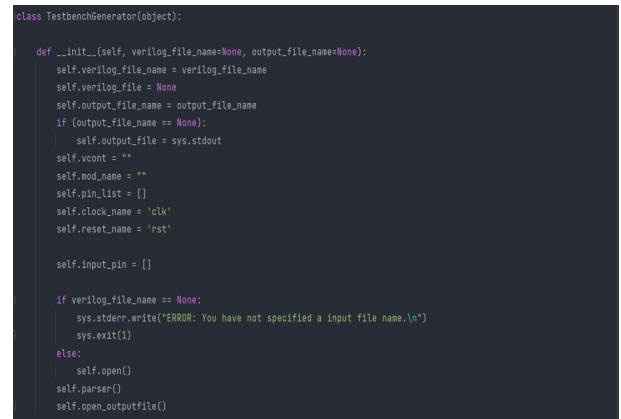 class TestbenchGenerator(object):
def __init__(self, verilog_file_name=None, output_file_name=None):
self.verilog_file_name = verilog_file_name
self.verilog_file = None
self.output_file_name = output_file_name
if (output_file_name == None):
self.output_file = sys.stdout
self.vcont = ""
self.mod_name = ""
self.pin_list = []
self.clock_name = 'clk'
self.reset_name = 'rst'
self.input_pin = []
if verilog_file_name == None:
sys.stderr.write("ERROR: You have not specified a input file name.\n")
sys.exit(1)
else:
self.open()
self.parser()
self.open_outputfile()